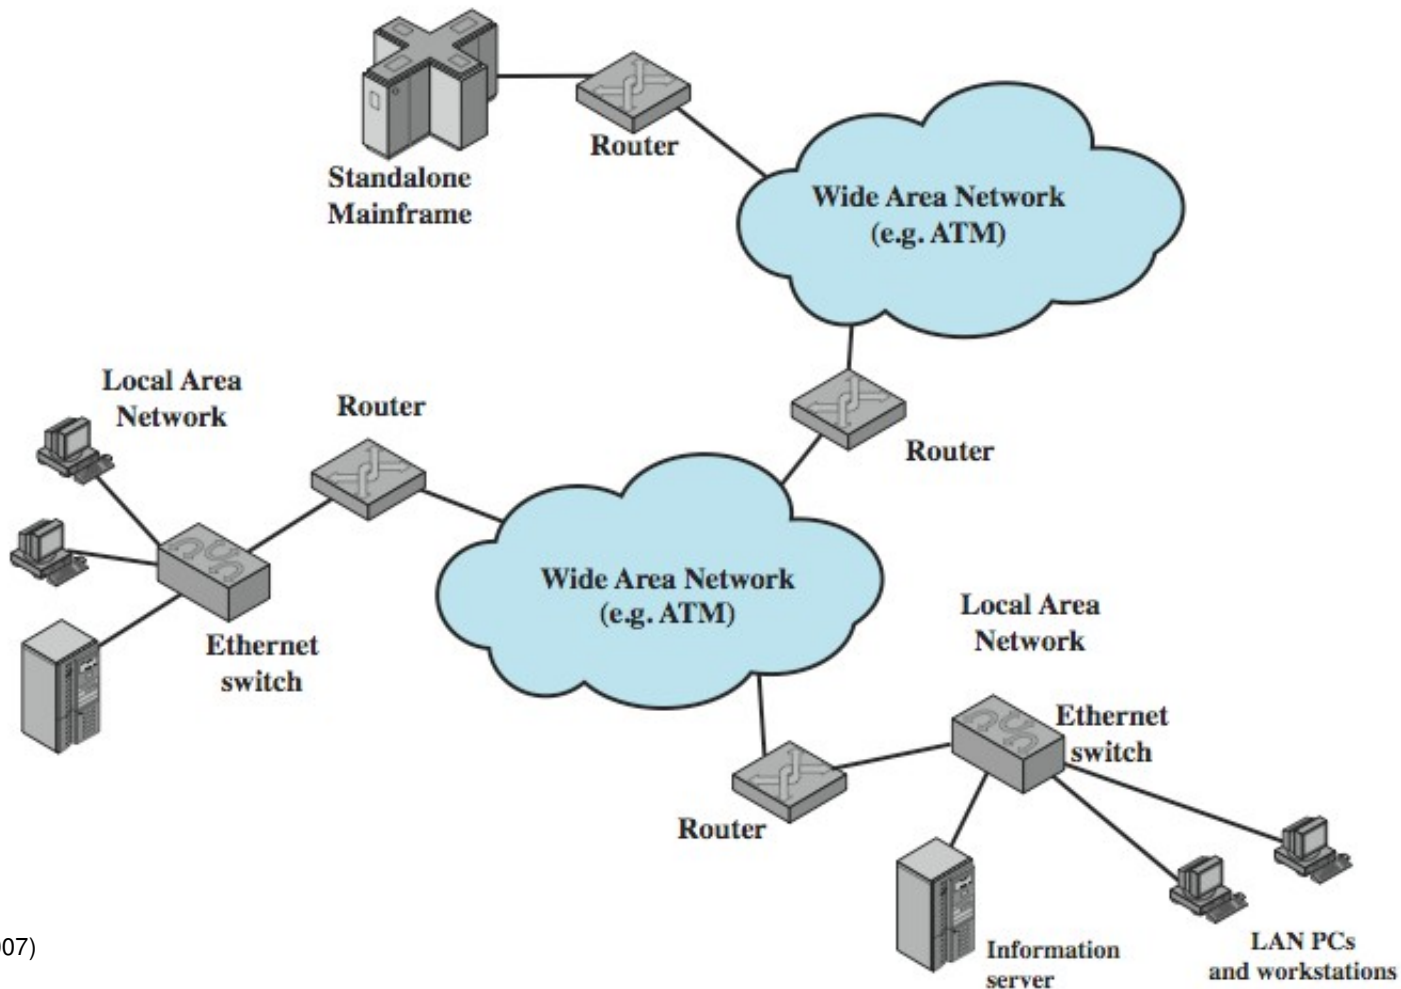 Router
Standalone
Mainframe
Wide Area Network
(e.g. ATM)
Local Area
Network
Router
Router
Wide Area Network
(e.g. ATM)
Local Area
Network
Ethernet
switch
Ethernet
switch
Router
07)
Information
server
LAN PCs
and workstations